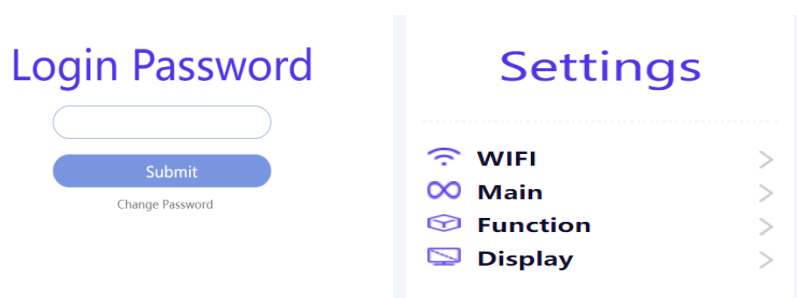 Login Password
Submit
Change Password
Settings
WIFI
Main
Function
Display